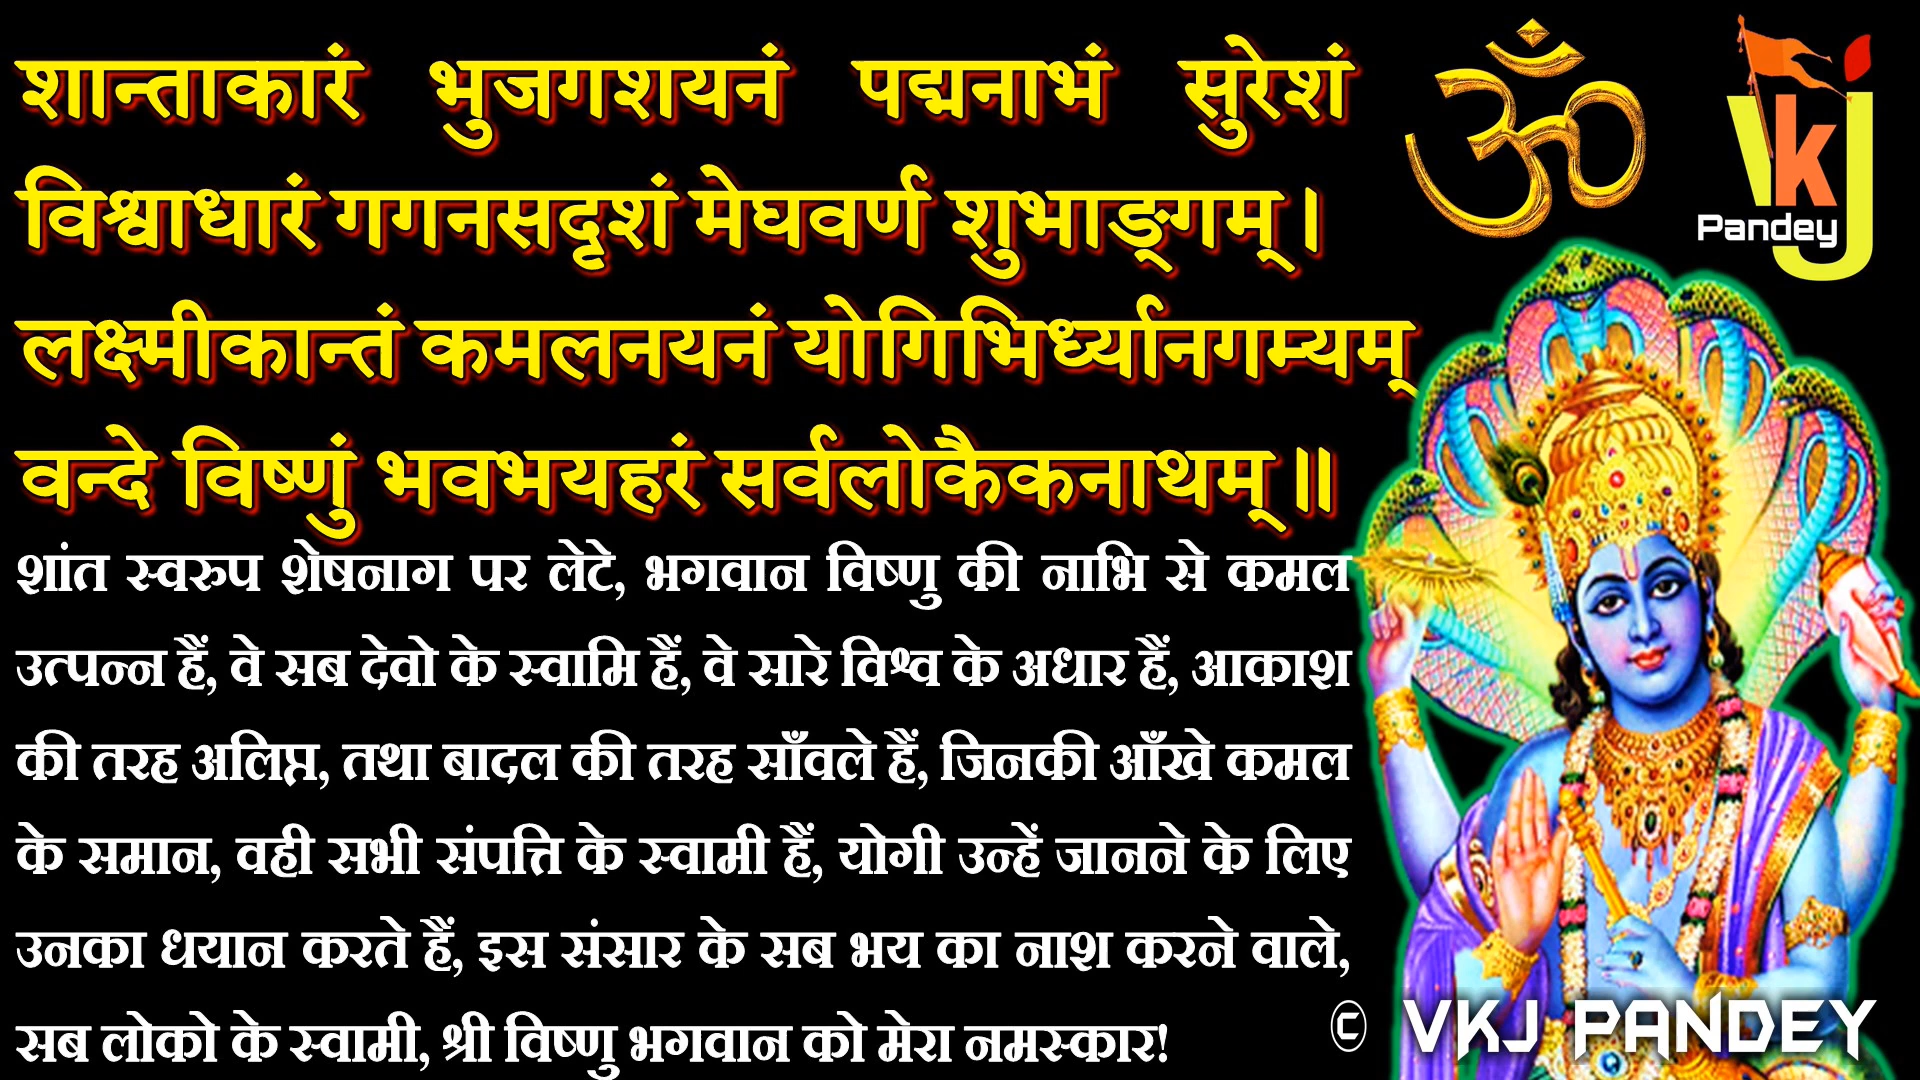 शान्ताकारं भुजगशयनं पद्मनाभं सुरेशं
विश्वाधारं गगनसदृशं मेघवर्ण शुभाङ्गम्।
लक्ष्मीकान्तं कमलनयनं योगिभिर्ध्यानगम्यम्
वन्दे विष्णुं भवभयहरं सर्वलोकैकनाथम्॥
शांत स्वरुप शेषनाग पर लेटे, भगवान विष्णु की नाभि से कमल
उत्पन्न हैं, वे सब देवो के स्वामि हैं, वे सारे विश्व के अधार हैं, आकाश
की तरह अलिप्त, तथा बादल की तरह साँवले हैं, जिनकी आँखे कमल
के समान, वही सभी संपत्ति के स्वामी हैं, योगी उन्हें जानने के लिए
उनका धयान करते हैं, इस संसार के सब भय का नाश करने वाले,
सब लोको के स्वामी, श्री विष्णु भगवान को मेरा नमस्कार!
ॐ
VkJ
Pandey
© VKJ PANDEY